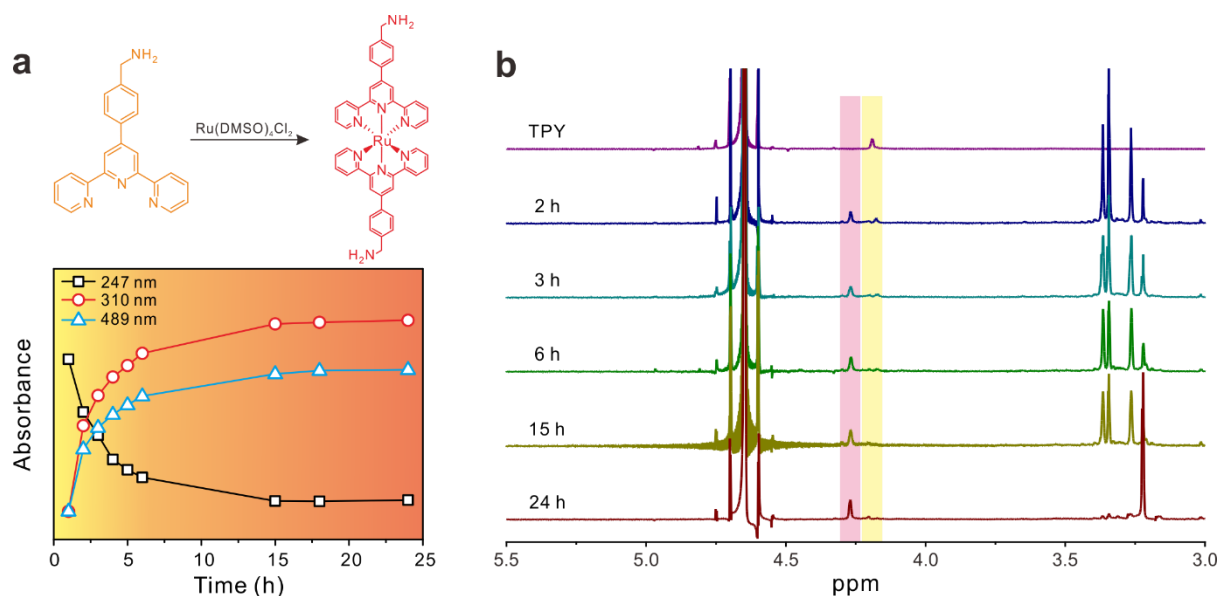 a
NH₂
N
N
N
Ru(DMSO)₄Cl₂
NH₂
N
N
N
Ru
N
N
N
H₂N
247 nm
310 nm
489 nm
Absorbance
0 5 10 15 20 25
Time (h)
b
TPY
2 h
3 h
6 h
15 h
24 h
5.5 5.0 4.5 4.0 3.5 3.0
ppm